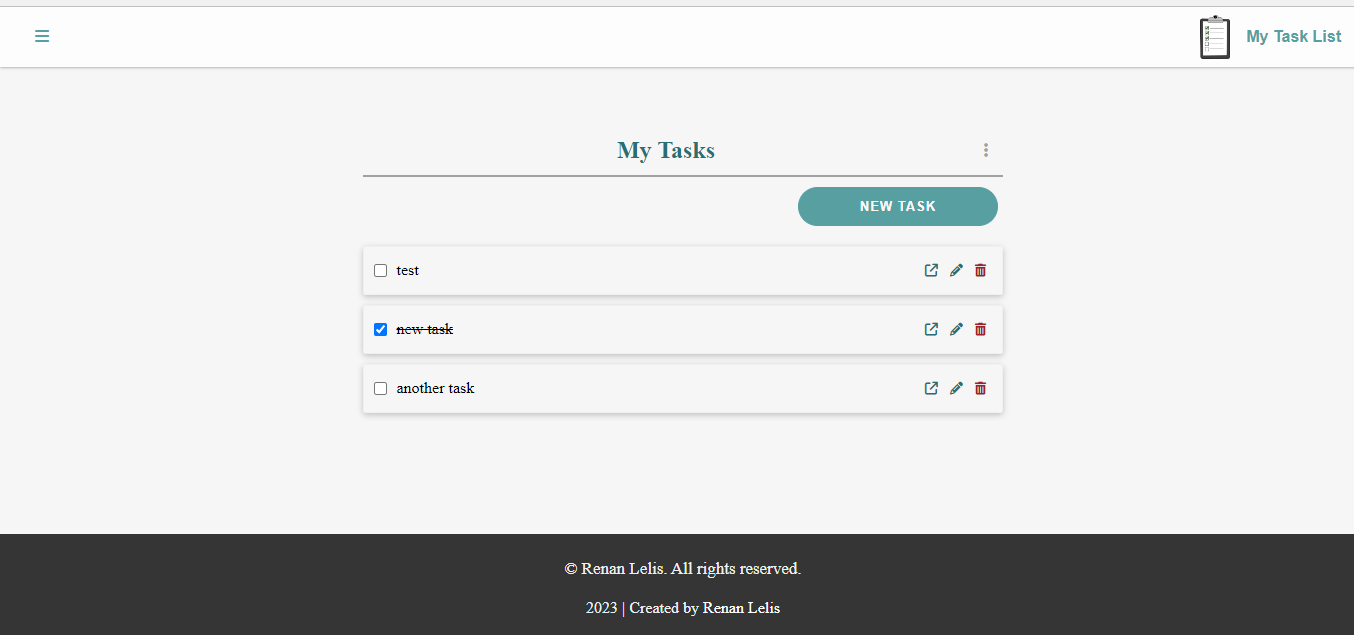 My Task List
My Tasks
NEW TASK
test
new task
another task
© Renan Lelis. All rights reserved.
2023 | Created by Renan Lelis